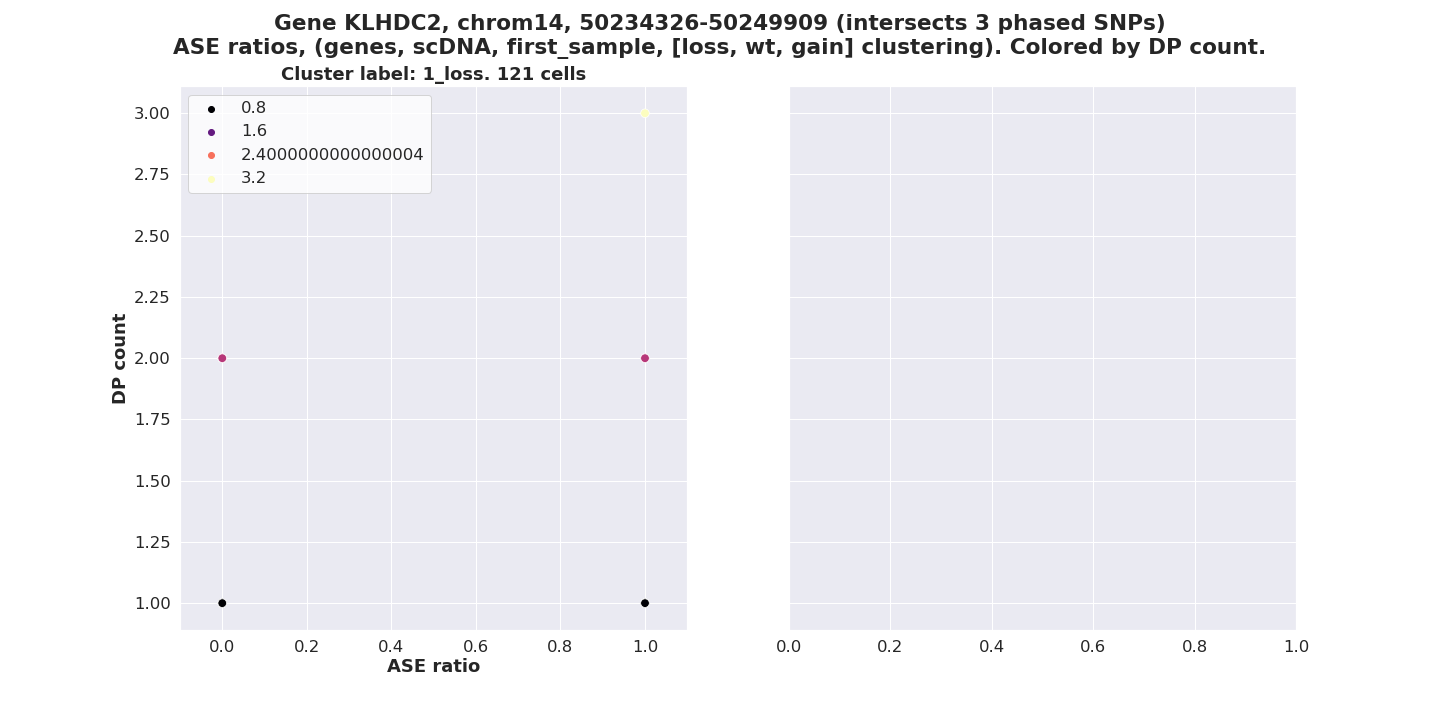 Gene KLHDC2, chrom14, 50234326-50249909 (intersects 3 phased SNPs)
ASE ratios, (genes, scDNA, first_sample, [loss, wt, gain] clustering). Colored by DP count.
Cluster label: 1_loss. 121 cells
0.8
1.6
2.4000000000000004
3.2
3.00
2.75
2.50
2.25
2.00
1.75
1.50
1.25
1.00
DP count
0.0 0.2 0.4 0.6 0.8 1.0
ASE ratio
0.0 0.2 0.4 0.6 0.8 1.0